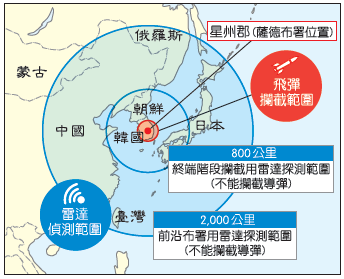 俄羅斯
星州郡(薩德布署位置)
蒙古
飛彈
攔截範圍
朝鮮
日本
中國
韓國
800公里
終端階段攔截用雷達探測範圍
(不能攔截導彈)
雷達
偵測範圍
臺灣
2,000公里
前沿布署用雷達探測範圍
(不能攔截導彈)